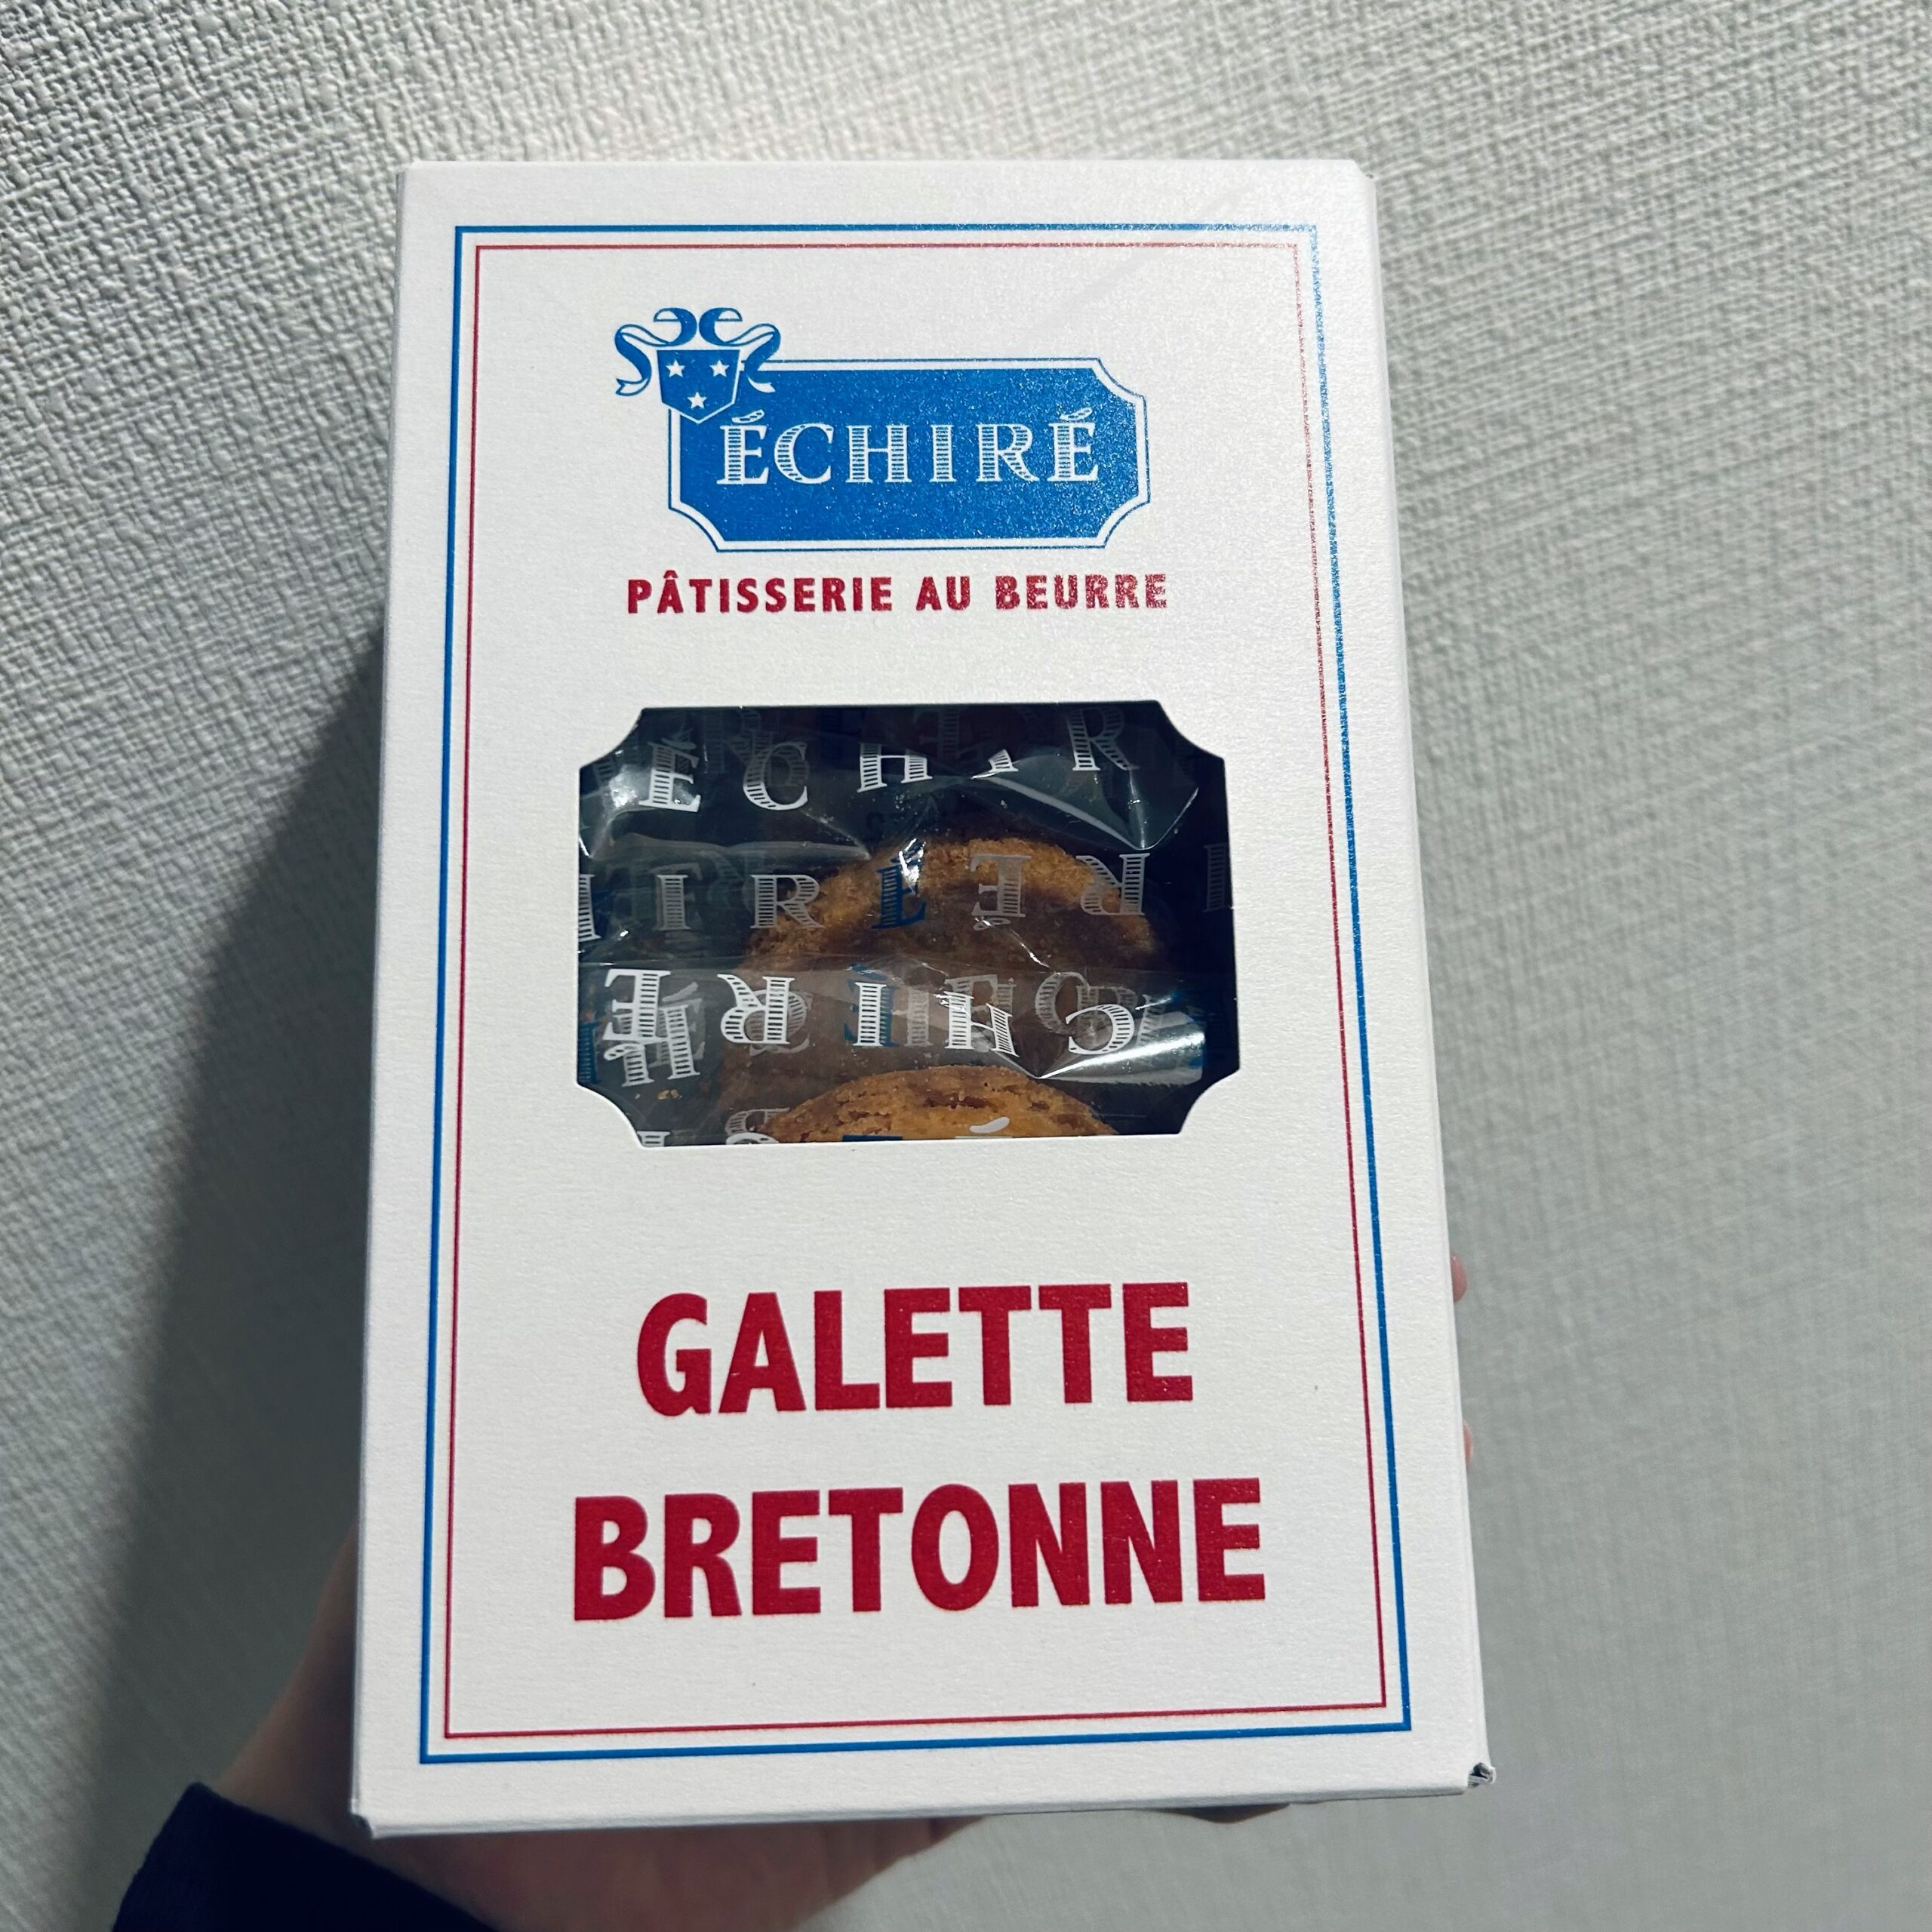 ÉCHIRÉ
PÂTISSERIE AU BEURRE
GALETTE
BRETONNE